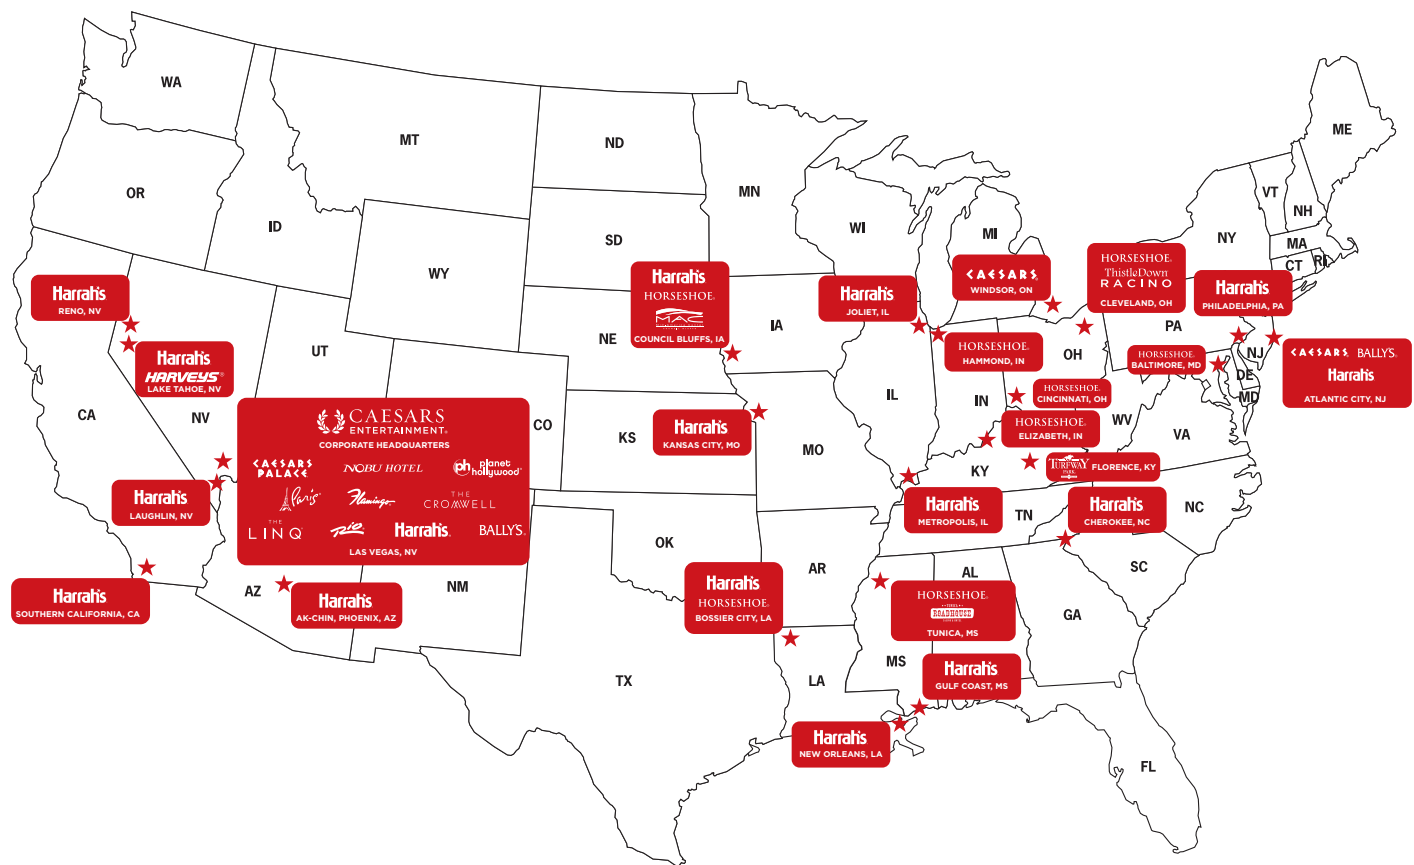 WA
MT
ND
MN
ME
OR
ID
SD
WI
MI
VT
NH
NY
MA
CT
RI
WY
Harrah's
RENO, NV
Harrah's
HARVEYS®
LAKE TAHOE, NV
Harrah's
HORSESHOE®
MAC
COUNCIL BLUFFS, IA
Harrah's
JOLIET, IL
CAESARS
WINDSOR, ON
HORSESHOE®
ThistleDown
RACINO
CLEVELAND, OH
Harrah's
PHILADELPHIA, PA
UT
NE
IA
HORSESHOE®
HAMMOND, IN
OH
PA
HORSESHOE®
BALTIMORE, MD
NJ
DE
MD
CAESARS BALLY'S
Harrah's
ATLANTIC CITY, NJ
CA
NV
CO
KS
MO
IL
IN
HORSESHOE®
CINCINNATI, OH
WV
VA
CAESARS
ENTERTAINMENT®
CORPORATE HEADQUARTERS
CAESARS
PALACE®
NOBU HOTEL
ph planet
hollywood
Paris
Flamingo
THE
CROMWELL
THE
LINQ
Rio
Harrah's®
BALLY'S
LAS VEGAS, NV
Harrah's
KANSAS CITY, MO
HORSESHOE®
ELIZABETH, IN
KY
TURFWAY
PARK
FLORENCE, KY
Harrah's
LAUGHLIN, NV
Harrah's
METROPOLIS, IL
TN
Harrah's
CHEROKEE, NC
NC
SC
Harrah's
SOUTHERN CALIFORNIA, CA
AZ
Harrah's
AK-CHIN, PHOENIX, AZ
NM
OK
AR
Harrah's
HORSESHOE®
BOSSIER CITY, LA
AL
HORSESHOE®
ROADHOUSE
TUNICA, MS
GA
TX
LA
MS
Harrah's
GULF COAST, MS
Harrah's
NEW ORLEANS, LA
FL